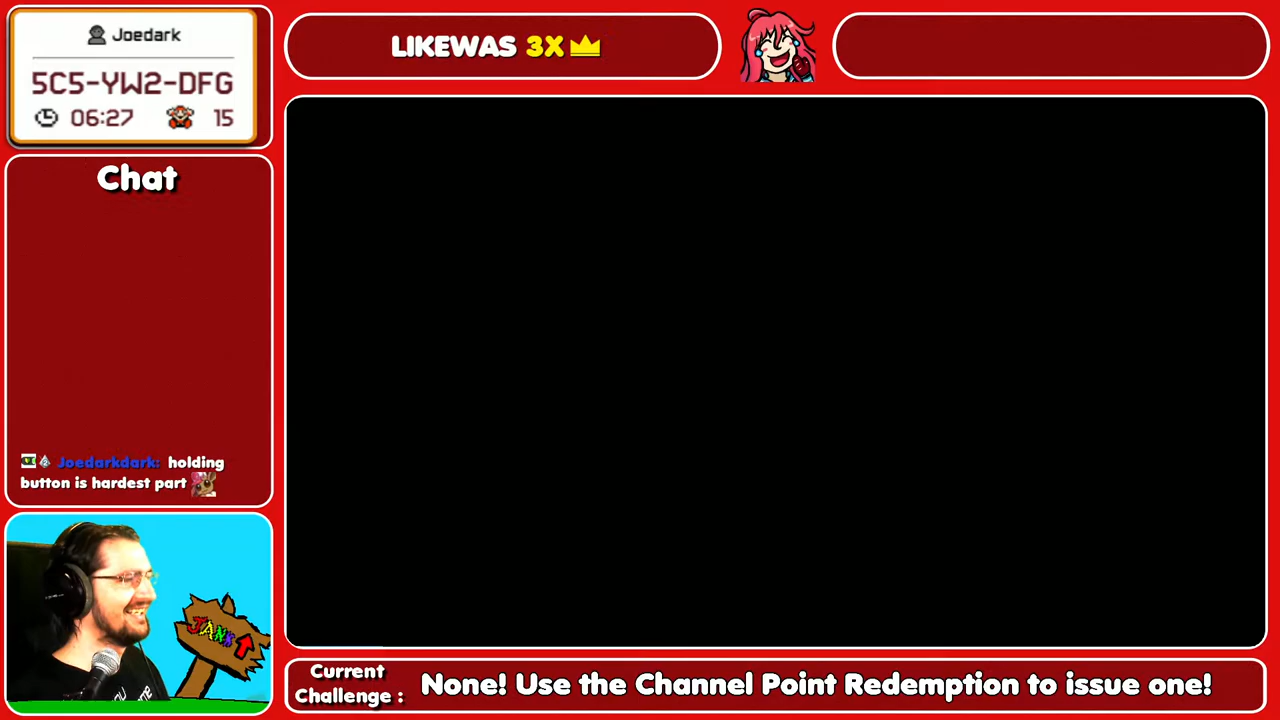 Joedark
5C5-YW2-DFG
06:27 15
LIKEWAS 3X
Chat
Joedarkdark: holding
button is hardest part
JANK
Current
Challenge :
None! Use the Channel Point Redemption to issue one!